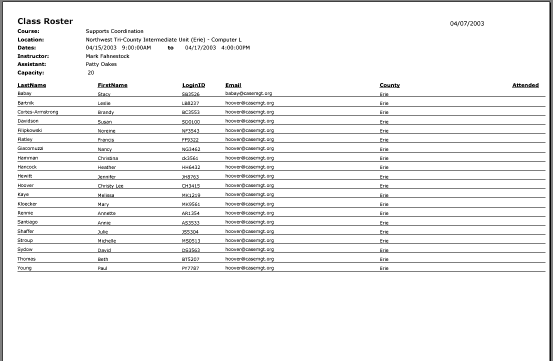 Class Roster 04/07/2003
Course: Supports Coordination
Location: Northwest Tri-County Intermediate Unit (Erie) - Computer L
Dates: 04/15/2003 9:00:00AM to 04/17/2003 4:00:00PM
Instructor: Mark Fahnestock
Assistant: Patty Oakes
Capacity: 20
LastName FirstName LoginID Email County Attended
Babay Stacy SB3526 babay@casemgt.org Erie
Bartnik Leslie LB8237 hoover@casemgt.org Erie
Cortes-Armstrong Brandy BC3553 hoover@casemgt.org Erie
Davidson Susan SD0100 hoover@casemgt.org Erie
Filipkowski Noreine NF3543 hoover@casemgt.org Erie
Flatley Francis FF9322 hoover@casemgt.org Erie
Giacomuzzi Nancy NG3462 hoover@casemgt.org Erie
Hamman Christina ck3561 hoover@casemgt.org Erie
Hancock Heather HH6432 hoover@casemgt.org Erie
Hewitt Jennifer JH8763 hoover@casemgt.org Erie
Hoover Christy Lee CH3415 hoover@casemgt.org Erie
Kaye Melissa MK1219 hoover@casemgt.org Erie
Kloecker Mary MK9561 hoover@casemgt.org Erie
Rennie Annette AR1354 hoover@casemgt.org Erie
Santiago Annie AS3533 hoover@casemgt.org Erie
Shaffer Julie JS5304 hoover@casemgt.org Erie
Stroup Michelle MS0513 hoover@casemgt.org Erie
Sydow David DS3563 hoover@casemgt.org Erie
Thomas Beth BT5207 hoover@casemgt.org Erie
Young Paul PY7787 hoover@casemgt.org Erie